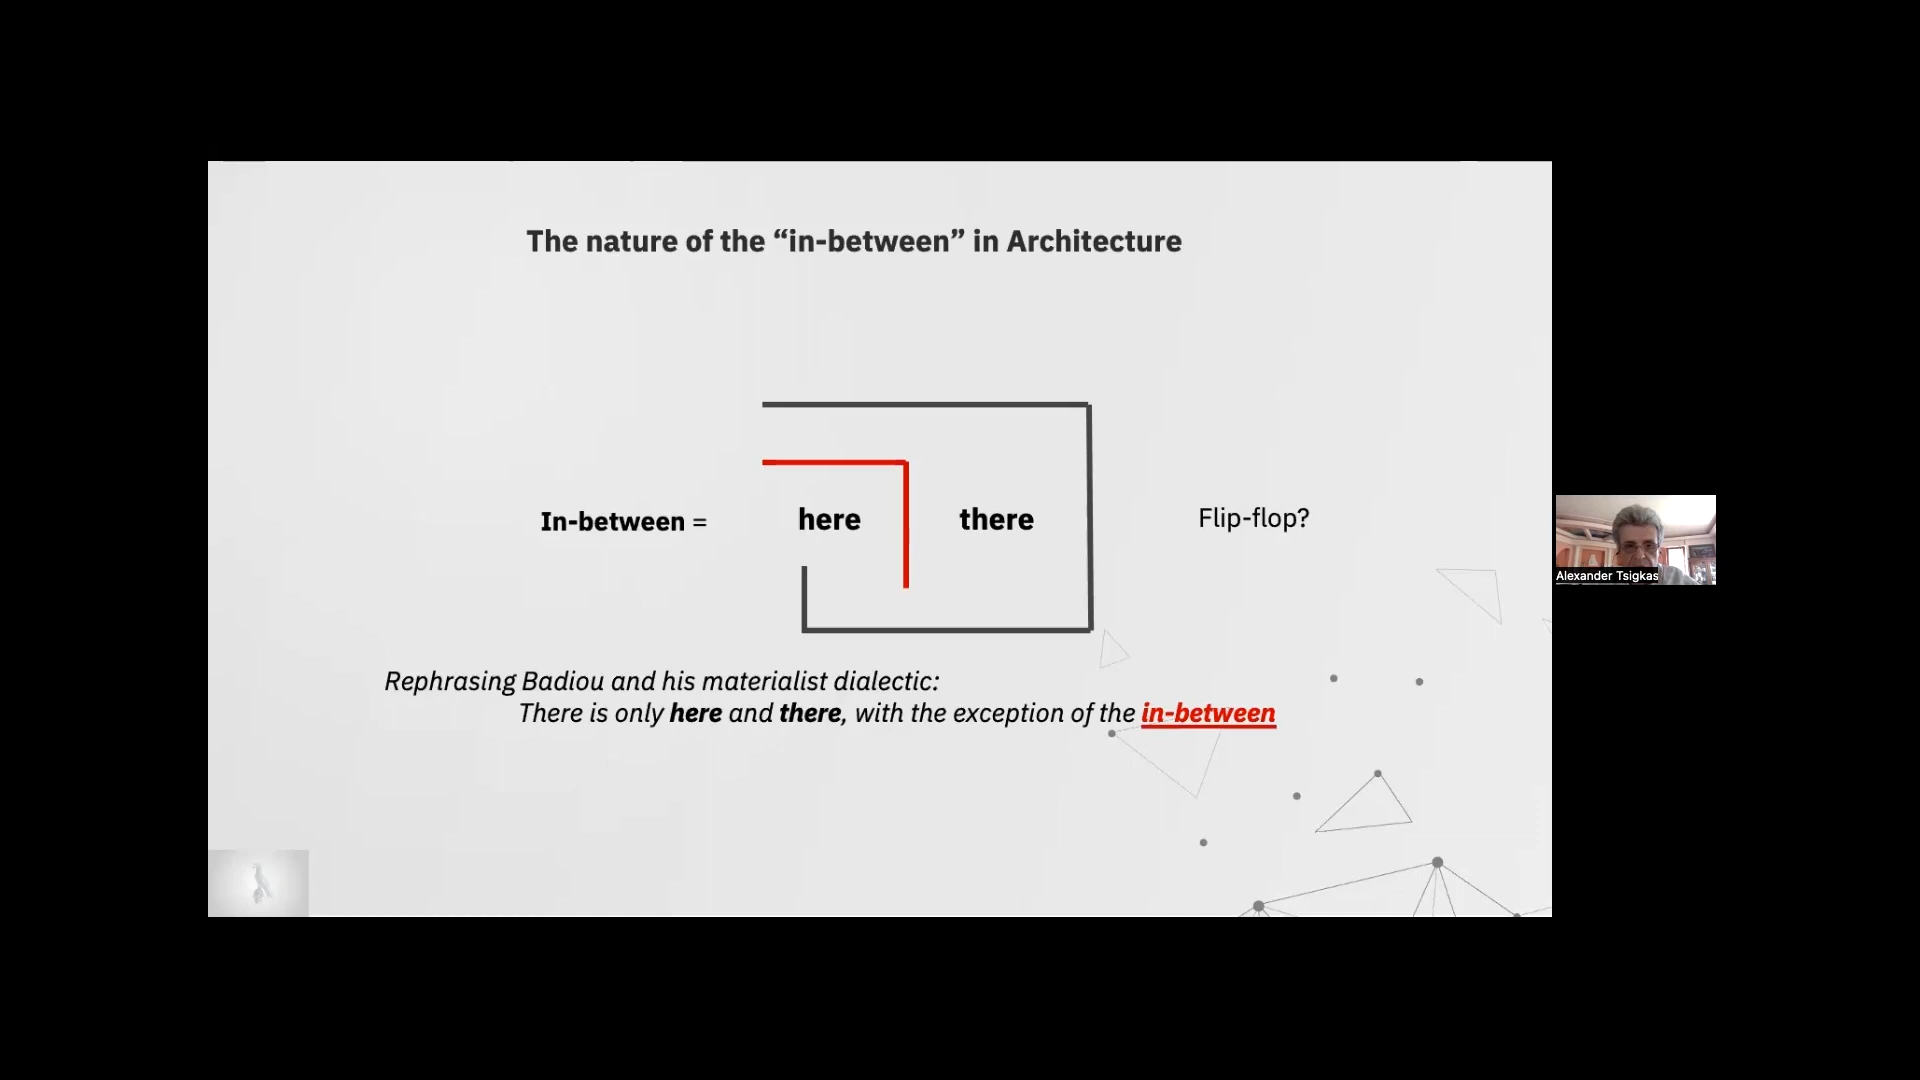 The nature of the “in-between” in Architecture
In-between = here there Flip-flop?
Rephrasing Badiou and his materialist dialectic:
There is only here and there, with the exception of the in-between
Alexander Tsigkas